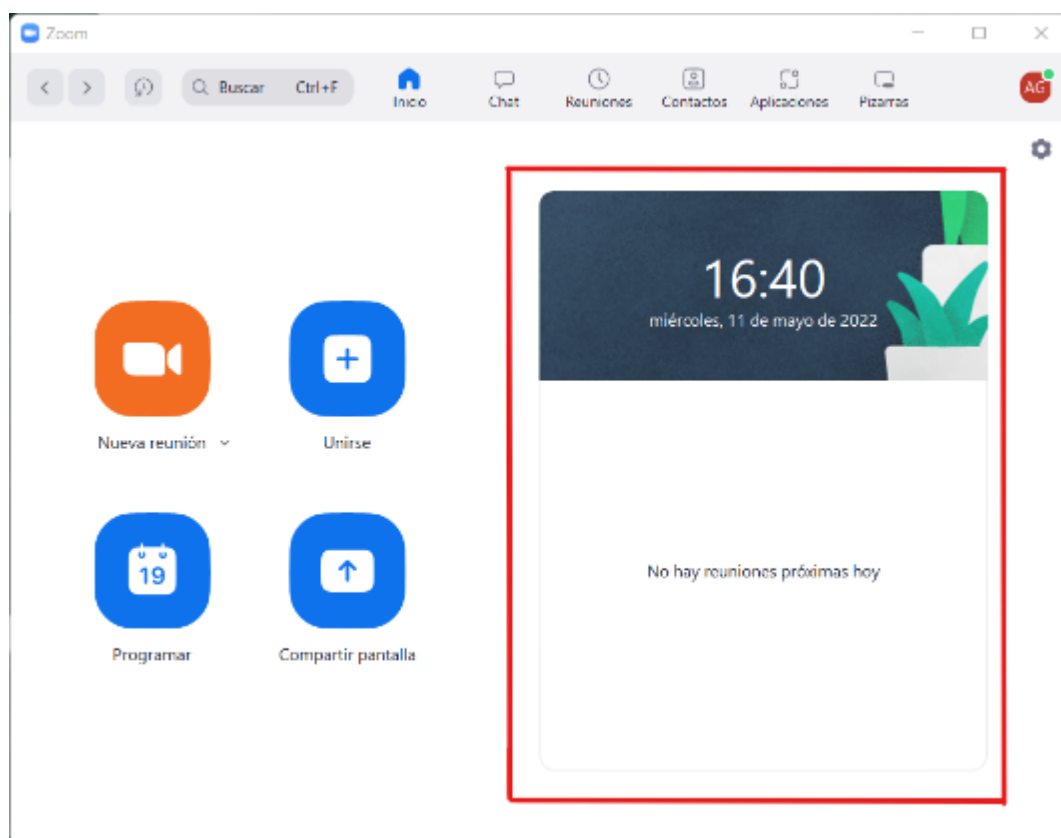 Zoom
Buscar Ctrl+F
Inicio
Chat
Reuniones
Contactos
Aplicaciones
Pizarras
AG
16:40
miércoles, 11 de mayo de 2022
Nueva reunión
Unirse
19
Programar
Compartir pantalla
No hay reuniones próximas hoy